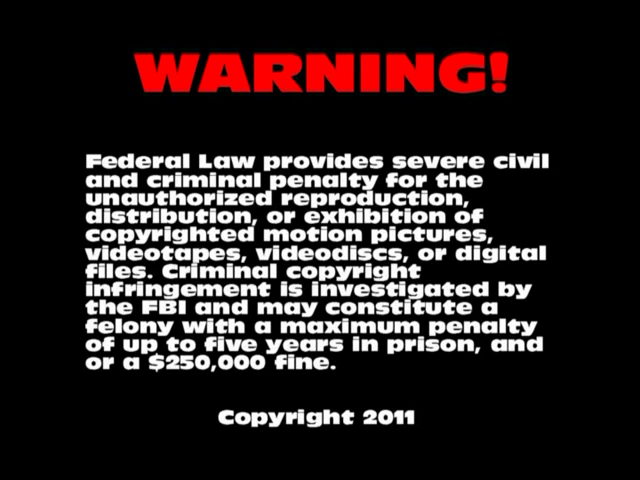 WARNING!
Federal Law provides severe civil
and criminal penalty for the
unauthorized reproduction,
distribution, or exhibition of
copyrighted motion pictures,
videotapes, videodiscs, or digital
files. Criminal copyright
infringement is investigated by
the FBI and may constitute a
felony with a maximum penalty
of up to five years in prison, and
or a $250,000 fine.
Copyright 2011